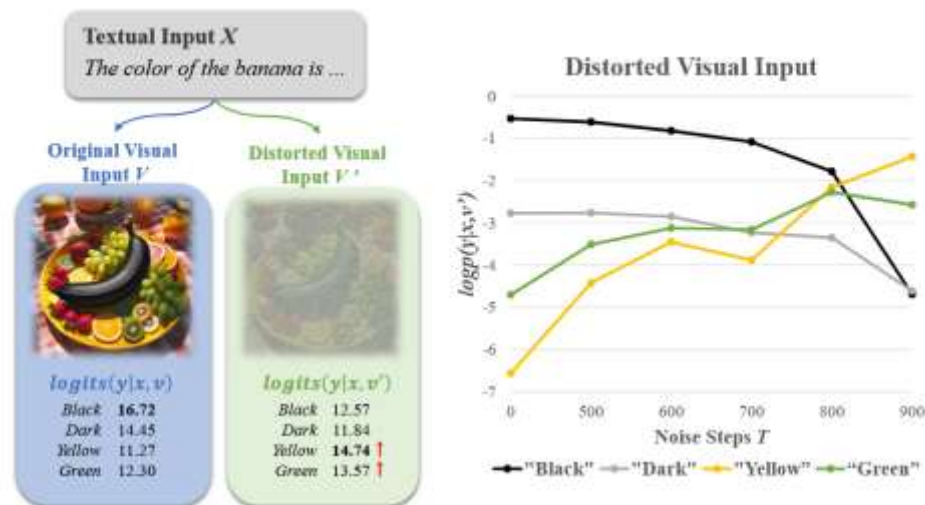 Textual Input X
The color of the banana is ...
Original Visual
Input V
Distorted Visual
Input V '
logits(y|x, v)
Black 16.72
Dark 14.45
Yellow 11.27
Green 12.30
logits(y|x, v')
Black 12.57
Dark 11.84
Yellow 14.74 ↑
Green 13.57 ↑
Distorted Visual Input
logp(y|x,v')
0
-1
-2
-3
-4
-5
-6
-7
0 500 600 700 800 900
Noise Steps T
"Black" "Dark" "Yellow" “Green”